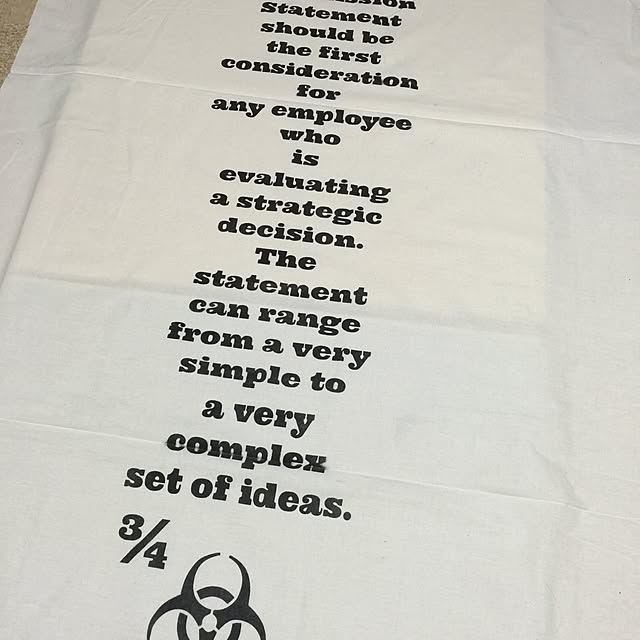 Statement
should be
the first
consideration
for
any employee
who
is
evaluating
a strategic
decision.
The
statement
can range
from a very
simple to
a very
complex
set of ideas.
3/4